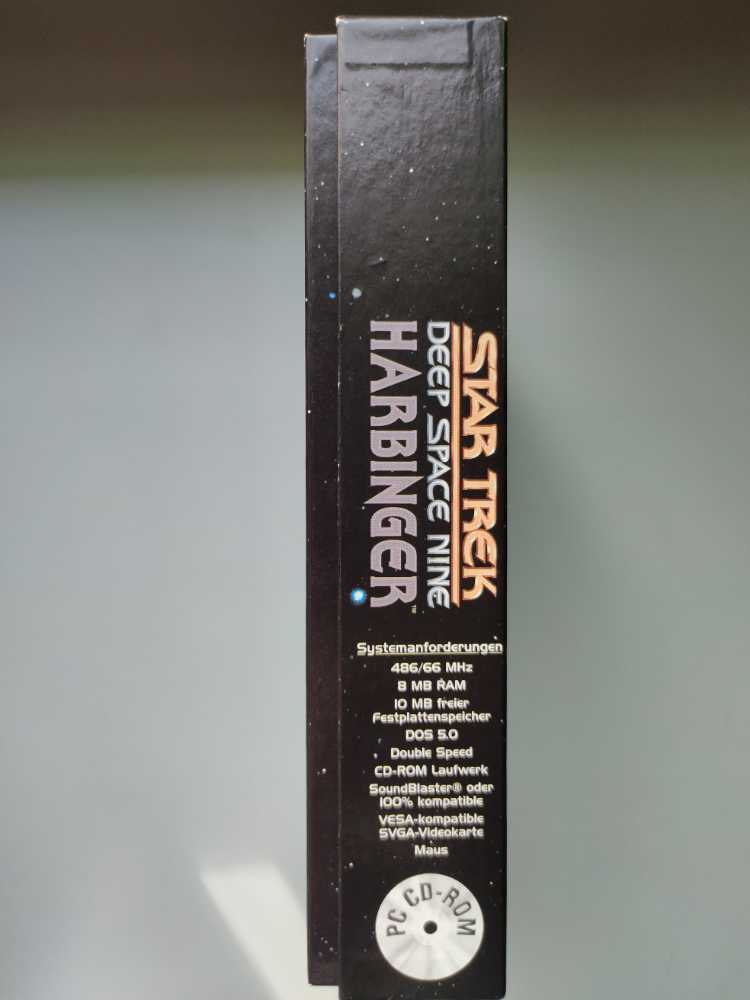 STAR TREK
DEEP SPACE NINE
HARBINGER™
Systemanforderungen
486/66 MHz
8 MB RAM
10 MB freier
Festplattenspeicher
DOS 5.0
Double Speed
CD-ROM Laufwerk
SoundBlaster® oder
100% kompatible
VESA-kompatible
SVGA-Videokarte
Maus
PC CD-ROM